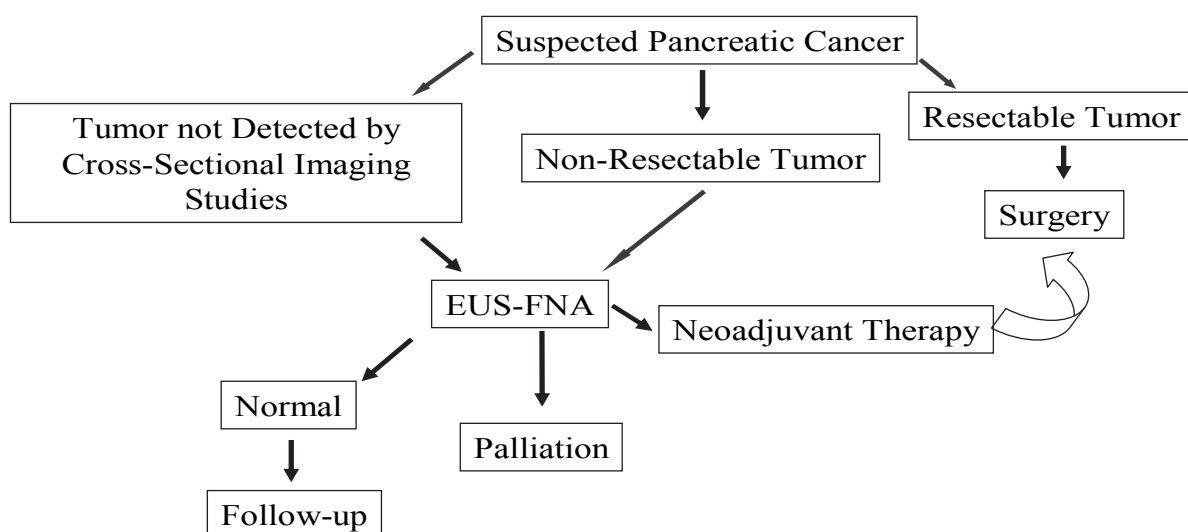 Suspected Pancreatic Cancer
Tumor not Detected by
Cross-Sectional Imaging
Studies
Non-Resectable Tumor
Resectable Tumor
Surgery
EUS-FNA
Neoadjuvant Therapy
Normal
Palliation
Follow-up